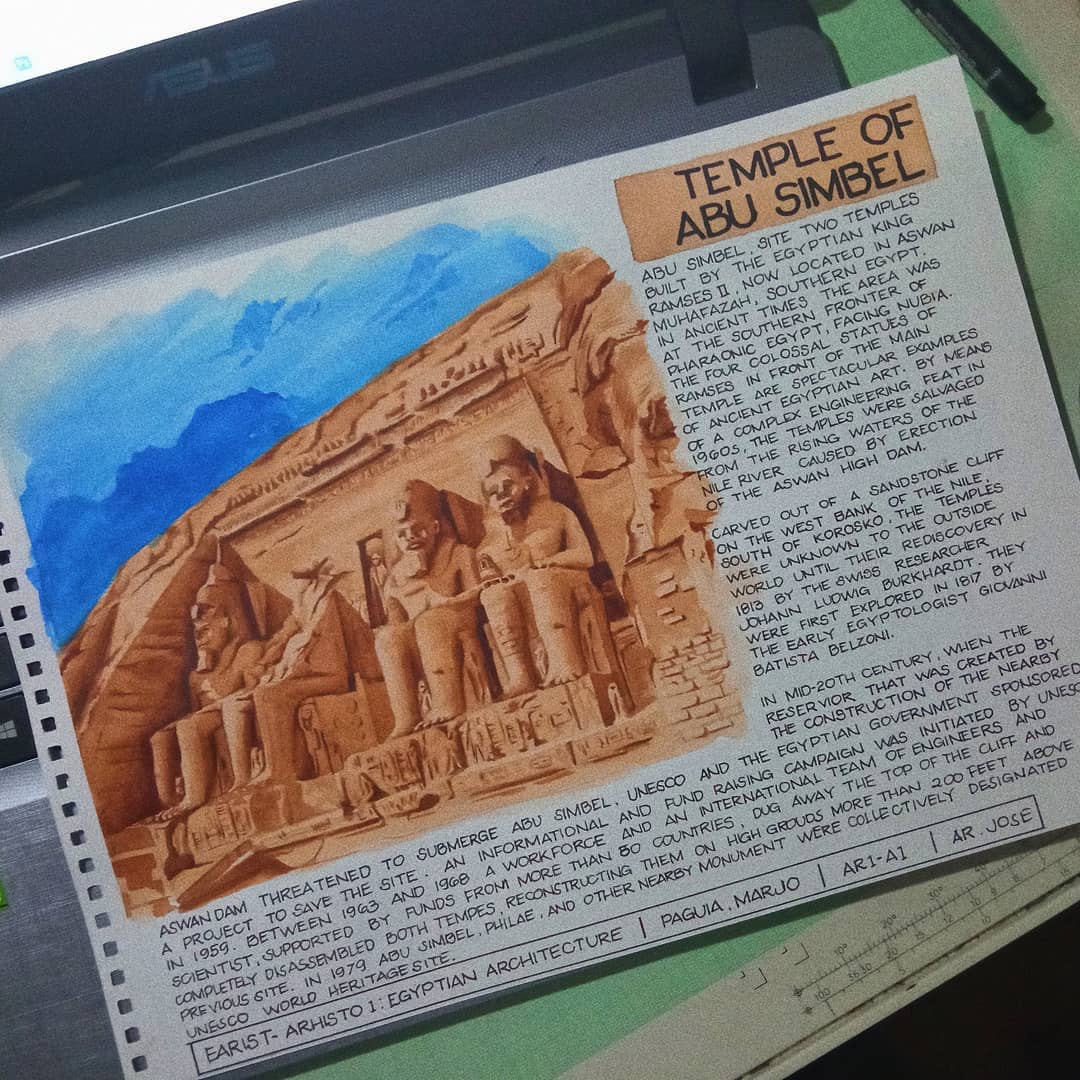 ASUS
TEMPLE OF
ABU SIMBEL
ABU SIMBEL, SITE TWO TEMPLES
BUILT BY THE EGYPTIAN KING
RAMSES II, NOW LOCATED IN ASWAN
MUHAFAZAH, SOUTHERN EGYPT.
IN ANCIENT TIMES THE AREA WAS
AT THE SOUTHERN FRONTER OF
PHARAONIC EGYPT, FACING NUBIA.
THE FOUR COLOSSAL STATUES OF
RAMSES IN FRONT OF THE MAIN
TEMPLE ARE SPECTACULAR EXAMPLES
OF ANCIENT EGYPTIAN ART. BY MEANS
OF A COMPLEX ENGINEERING FEAT IN
1960S, THE TEMPLES WERE SALVAGED
FROM THE RISING WATERS OF THE
NILE RIVER CAUSED BY ERECTION
OF THE ASWAN HIGH DAM.
CARVED OUT OF A SANDSTONE CLIFF
ON THE WEST BANK OF THE NILE,
SOUTH OF KOROSKO, THE TEMPLES
WERE UNKNOWN TO THE OUTSIDE
WORLD UNTIL THEIR REDISCOVERY IN
1813 BY THE SWISS RESEARCHER
JOHANN LUDWIG BURKHARDT. THEY
WERE FIRST EXPLORED IN 1817 BY
THE EARLY EGYPTOLOGIST GIOVANNI
BATISTA BELZONI.
IN MID-20TH CENTURY, WHEN THE
RESERVOIR THAT WAS CREATED BY
THE CONSTRUCTION OF THE NEARBY
ASWAN DAM THREATENED TO SUBMERGE ABU SIMBEL, UNESCO AND THE EGYPTIAN GOVERNMENT SPONSORED
A PROJECT TO SAVE THE SITE. AN INFORMATIONAL AND FUND RAISING CAMPAIGN WAS INITIATED BY UNESCO
IN 1959. BETWEEN 1963 AND 1968 A WORKFORCE AND AN INTERNATIONAL TEAM OF ENGINEERS AND
SCIENTIST, SUPPORTED BY FUNDS FROM MORE THAN 50 COUNTRIES, DUG AWAY THE TOP OF THE CLIFF AND
COMPLETELY DISASSEMBLED BOTH TEMPES, RECONSTRUCTING THEM ON HIGH GROUDS MORE THAN 200 FEET ABOVE
PREVIOUS SITE. IN 1979 ABU SIMBEL, PHILAE, AND OTHER NEARBY MONUMENT WERE COLLECTIVELY DESIGNATED
UNESCO WORLD HERITAGE SITE.
EARIST- ARHISTO 1: EGYPTIAN ARCHITECTURE | PAGUIA, MARJO | AR1-A1 | AR. JOSE